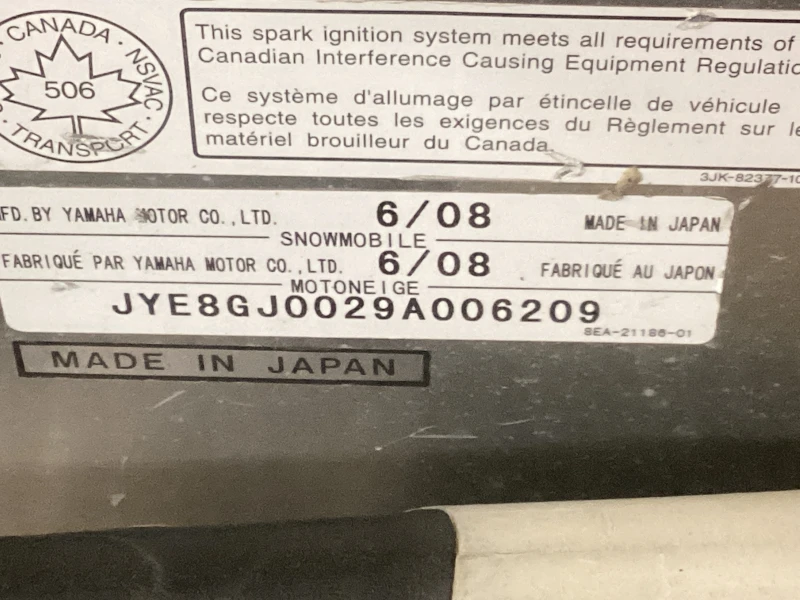 CANADA · NSVAC
506
· TRANSPORT ·
This spark ignition system meets all requirements of
Canadian Interference Causing Equipment
Ce système d'allumage par étincelle de véhicule
respecte toutes les exigences du Règlement sur
matériel brouilleur du Canada.
BY YAMAHA MOTOR CO.,LTD. 6/08 MADE IN JAPAN
SNOWMOBILE
FABRIQUÉ PAR YAMAHA MOTOR CO.,LTD. 6/08 FABRIQUÉ AU JAPON
MOTONEIGE
JYE8GJ0029A006209
8EA-21186-01
MADE IN JAPAN